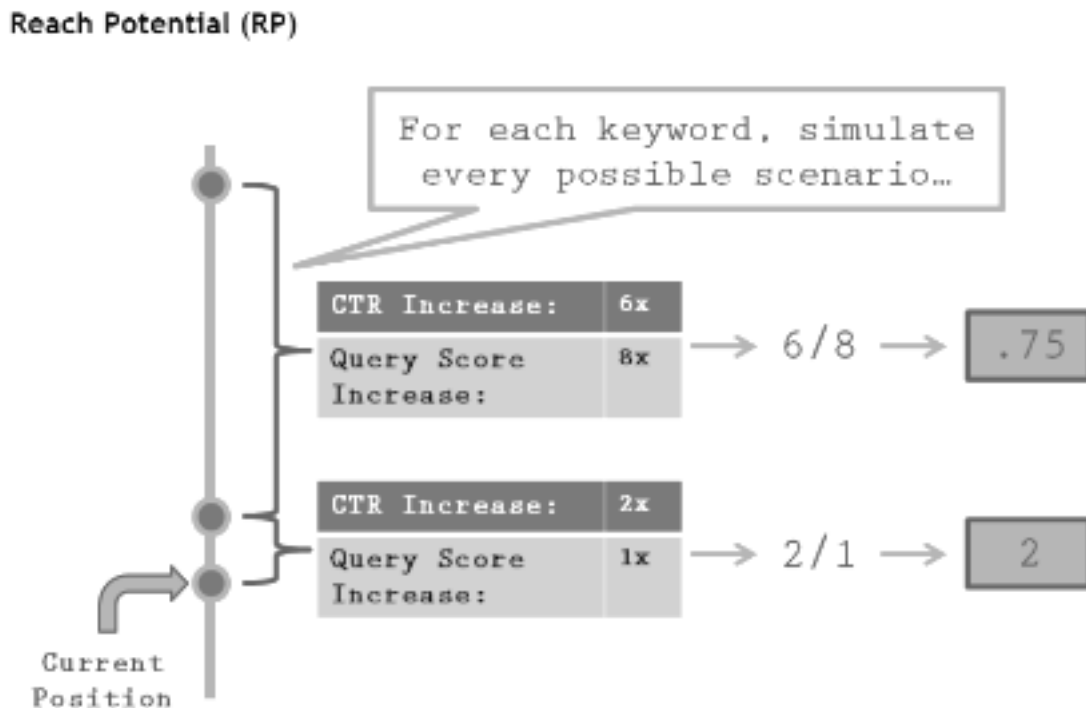 Reach Potential (RP)
For each keyword, simulate
every possible scenario…
CTR Increase: 6x
Query Score 8x
Increase:
6/8
.75
CTR Increase: 2x
Query Score 1x
Increase:
2/1
2
Current
Position